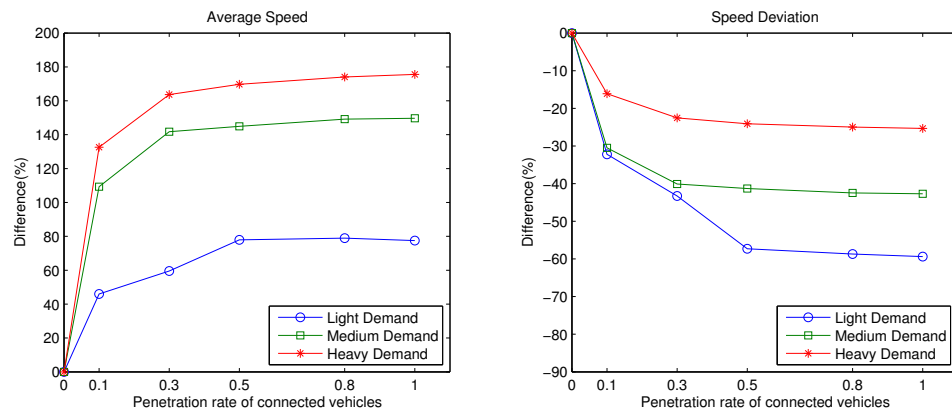 Average Speed
200
180
160
140
120
100
80
60
40
20
0
Difference(%)
0
0.1
0.3
0.5
0.8
1
Penetration rate of connected vehicles
Light Demand
Medium Demand
Heavy Demand
Speed Deviation
0
−10
−20
−30
−40
−50
−60
−70
−80
−90
Difference(%)
0
0.1
0.3
0.5
0.8
1
Penetration rate of connected vehicles
Light Demand
Medium Demand
Heavy Demand